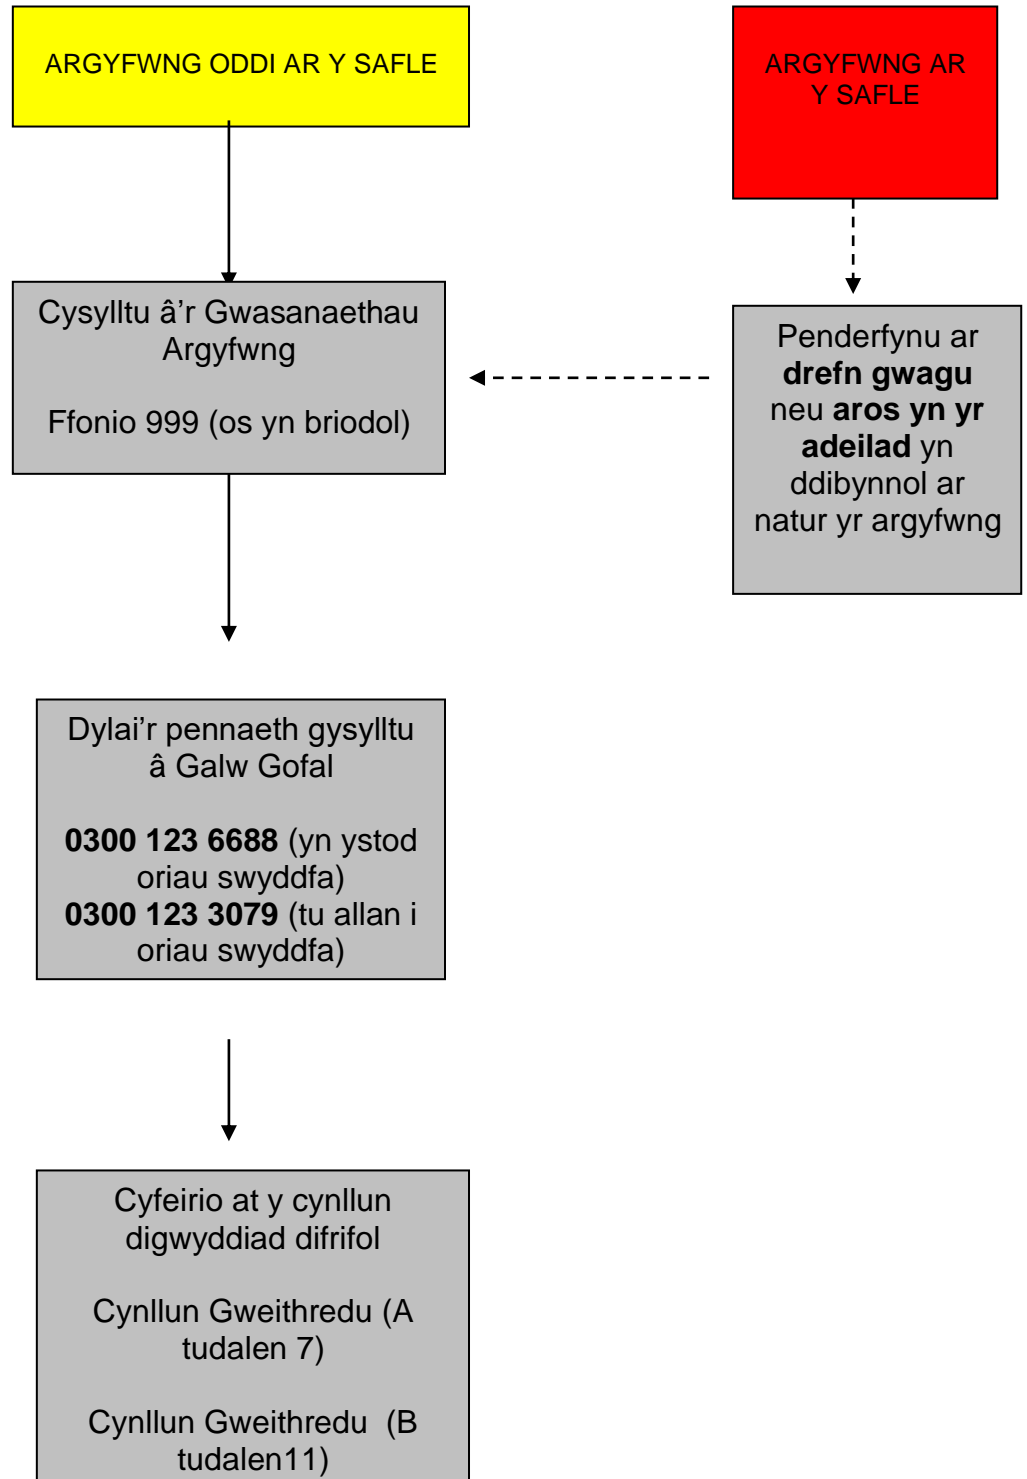 ARGYFWNG ODDI AR Y SAFLE
ARGYFWNG AR
Y SAFLE
Cysylltu â’r Gwasanaethau
Argyfwng
Ffonio 999 (os yn briodol)
Penderfynu ar
drefn gwagu
neu aros yn yr
adeilad yn
ddibynnol ar
natur yr argyfwng
Dylai’r pennaeth gysylltu
â Galw Gofal
0300 123 6688 (yn ystod
oriau swyddfa)
0300 123 3079 (tu allan i
oriau swyddfa)
Cyfeirio at y cynllun
digwyddiad difrifol
Cynllun Gweithredu (A
tudalen 7)
Cynllun Gweithredu  (B
tudalen11)